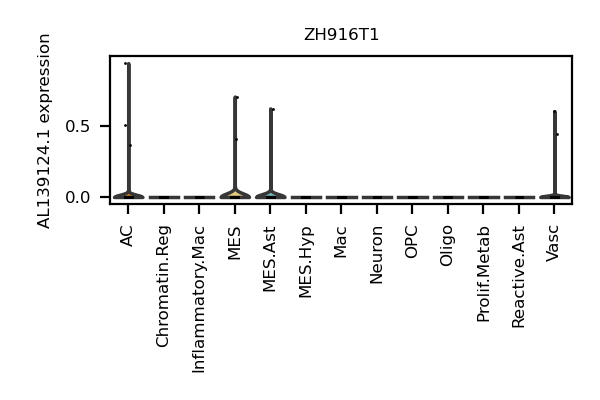 ZH916T1
AL139124.1 expression
0.5
0.0
AC
Chromatin.Reg
Inflammatory.Mac
MES
MES.Ast
MES.Hyp
Mac
Neuron
OPC
Oligo
Prolif.Metab
Reactive.Ast
Vasc